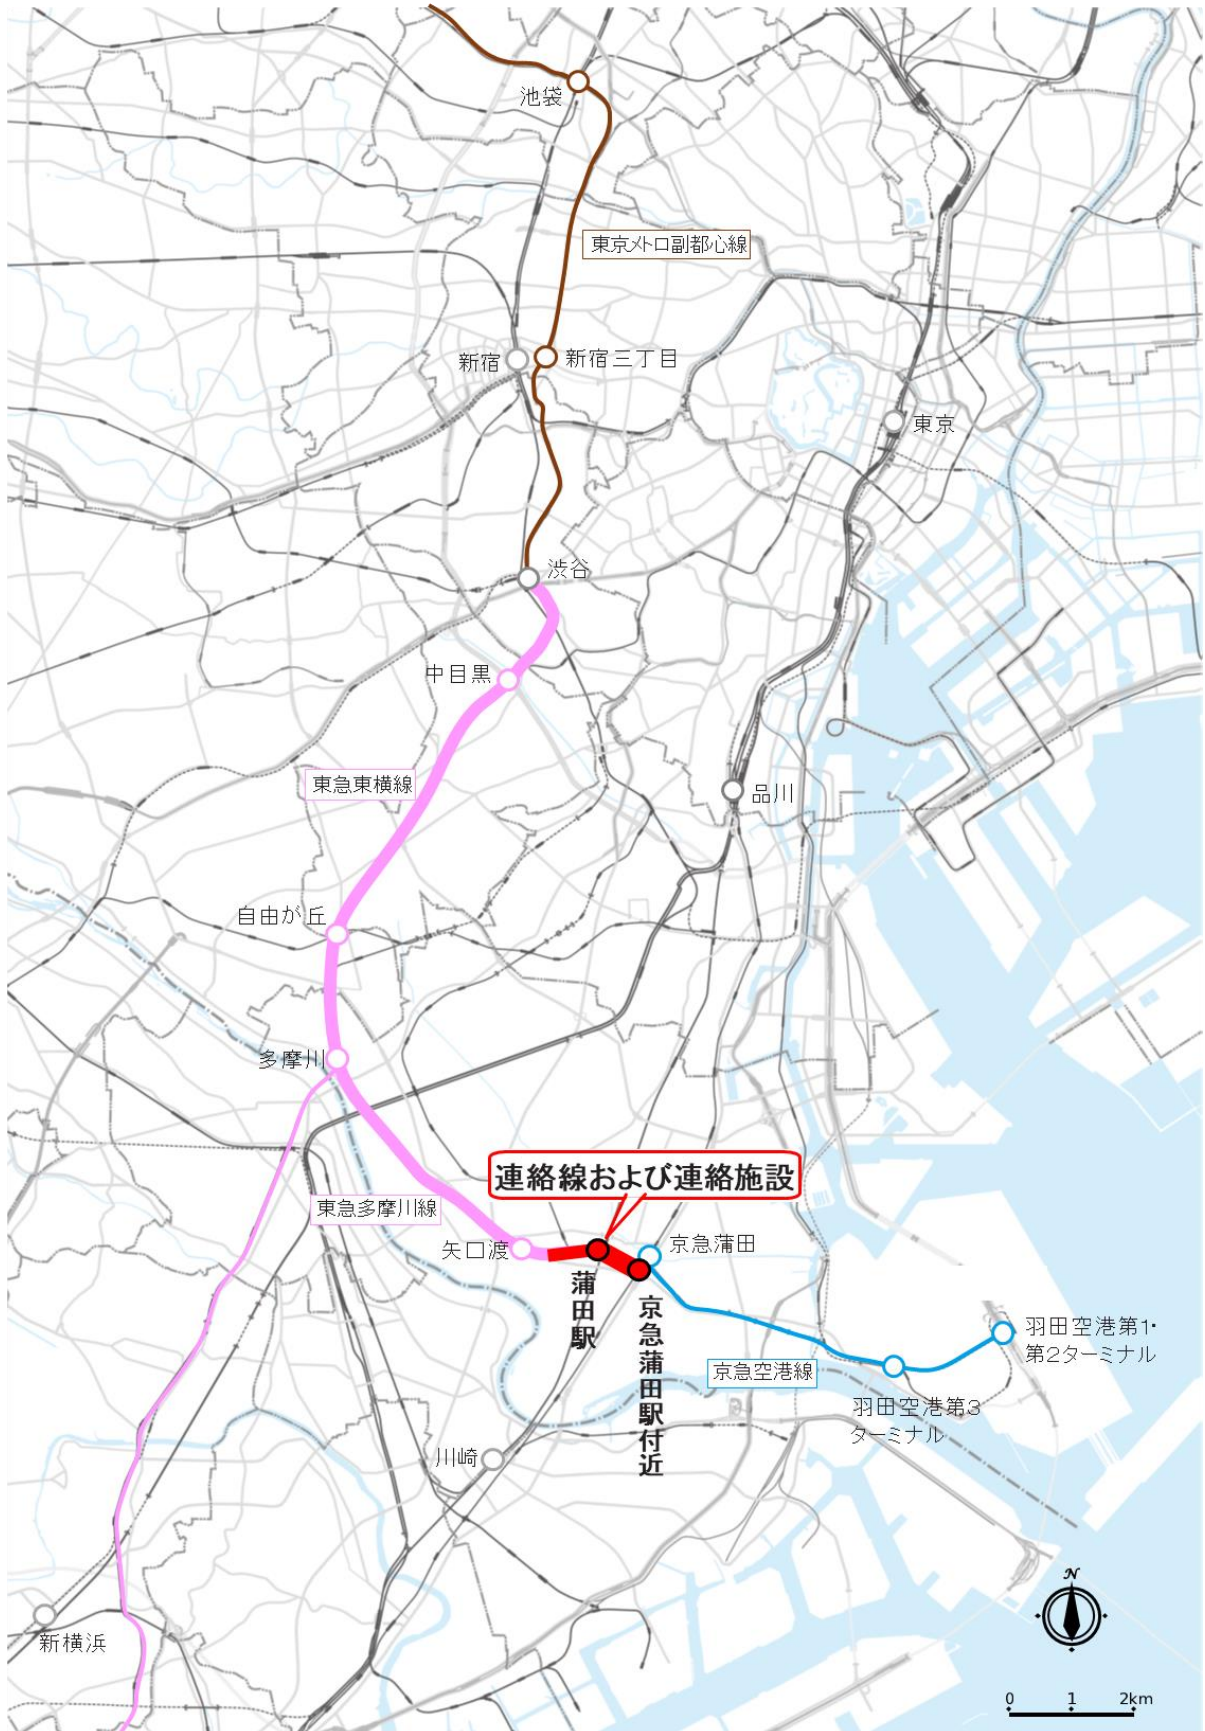 池袋
東京メトロ副都心線
新宿
新宿三丁目
東京
渋谷
中目黒
東急東横線
品川
自由が丘
多摩川
連絡線および連絡施設
東急多摩川線
矢口渡
京急蒲田
蒲田駅
京急蒲田駅付近
羽田空港第1・
第2ターミナル
京急空港線
羽田空港第3
ターミナル
川崎
新横浜
N
0 1 2km